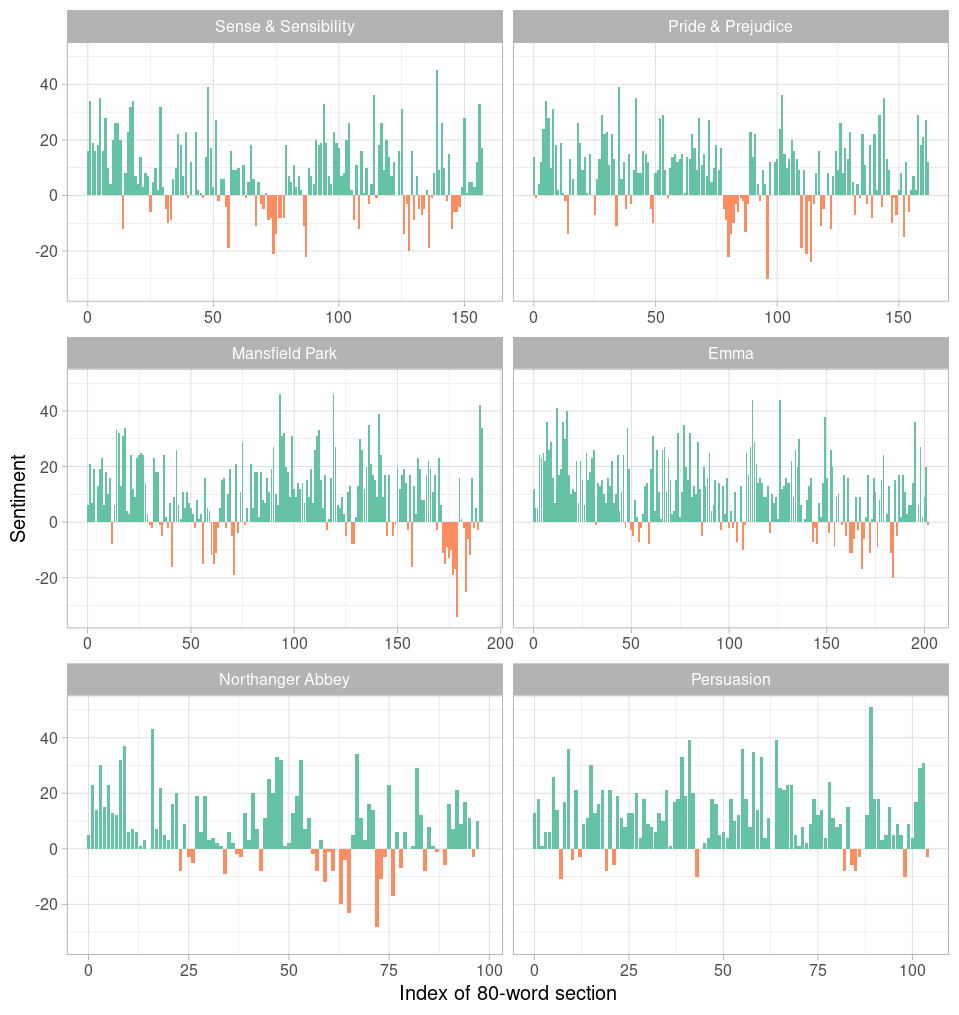 Sense & Sensibility
Pride & Prejudice
40
20
0
-20
0 50 100 150
0 50 100 150
Mansfield Park
Emma
40
20
0
-20
0 50 100 150 200
0 50 100 150 200
Northanger Abbey
Persuasion
40
20
0
-20
0 25 50 75 100
0 25 50 75 100
Sentiment
Index of 80-word section